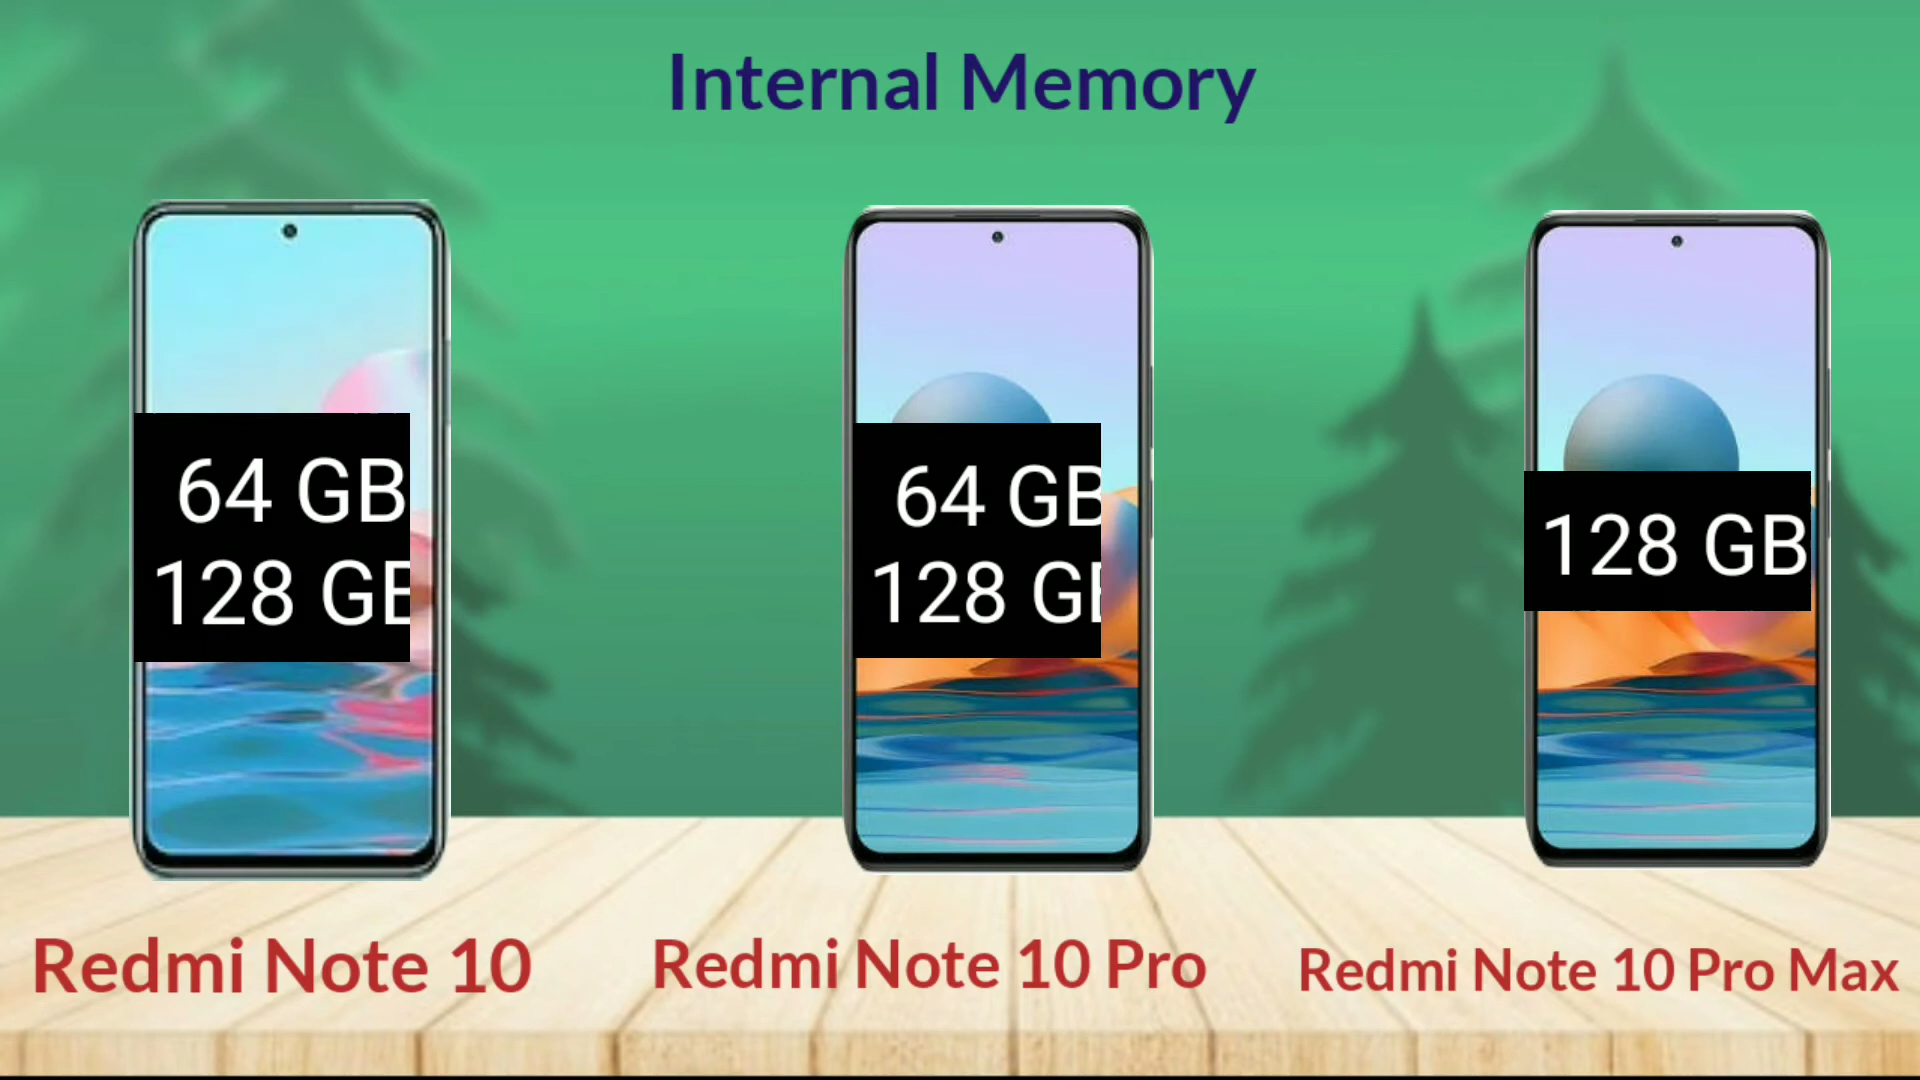 Internal Memory
64 GB
128 GB
64 GB
128 GB
128 GB
Redmi Note 10
Redmi Note 10 Pro
Redmi Note 10 Pro Max